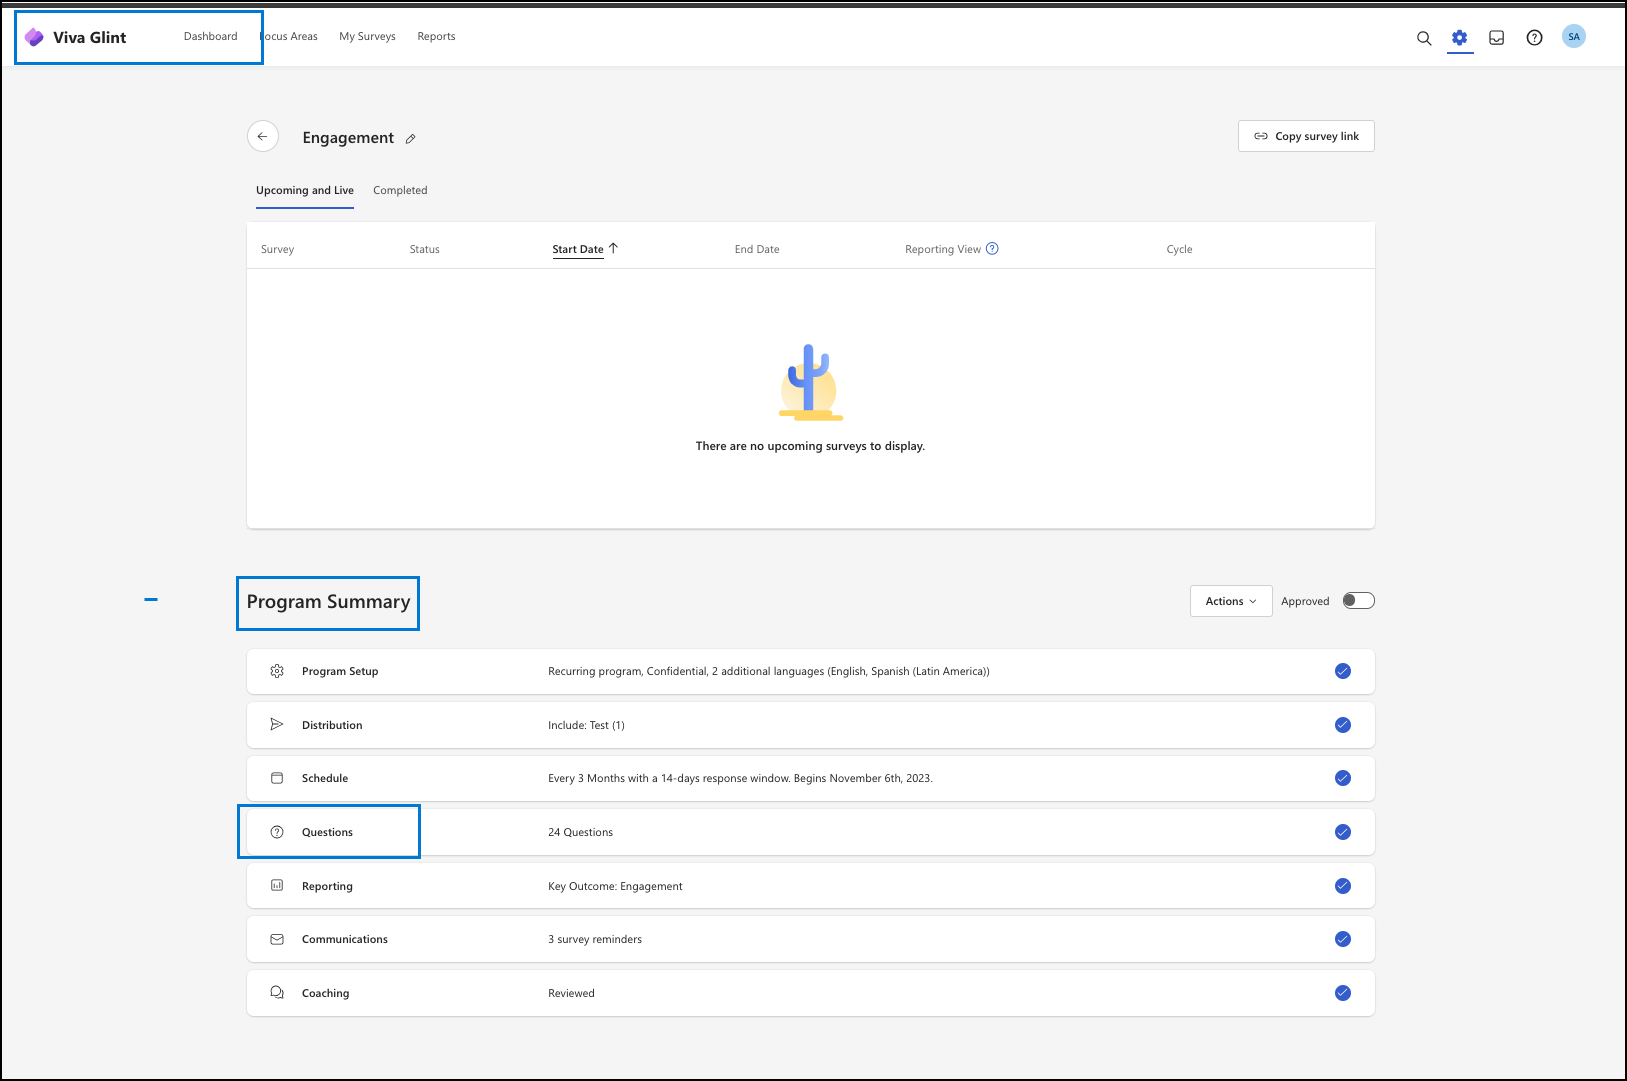 Viva Glint Dashboard ocus Areas My Surveys Reports SA
Engagement Copy survey link
Upcoming and Live Completed
Survey Status Start Date End Date Reporting View Cycle
There are no upcoming surveys to display.
Program Summary Actions Approved
Program Setup Recurring program, Confidential, 2 additional languages (English, Spanish (Latin America))
Distribution Include: Test (1)
Schedule Every 3 Months with a 14-days response window. Begins November 6th, 2023.
Questions 24 Questions
Reporting Key Outcome: Engagement
Communications 3 survey reminders
Coaching Reviewed